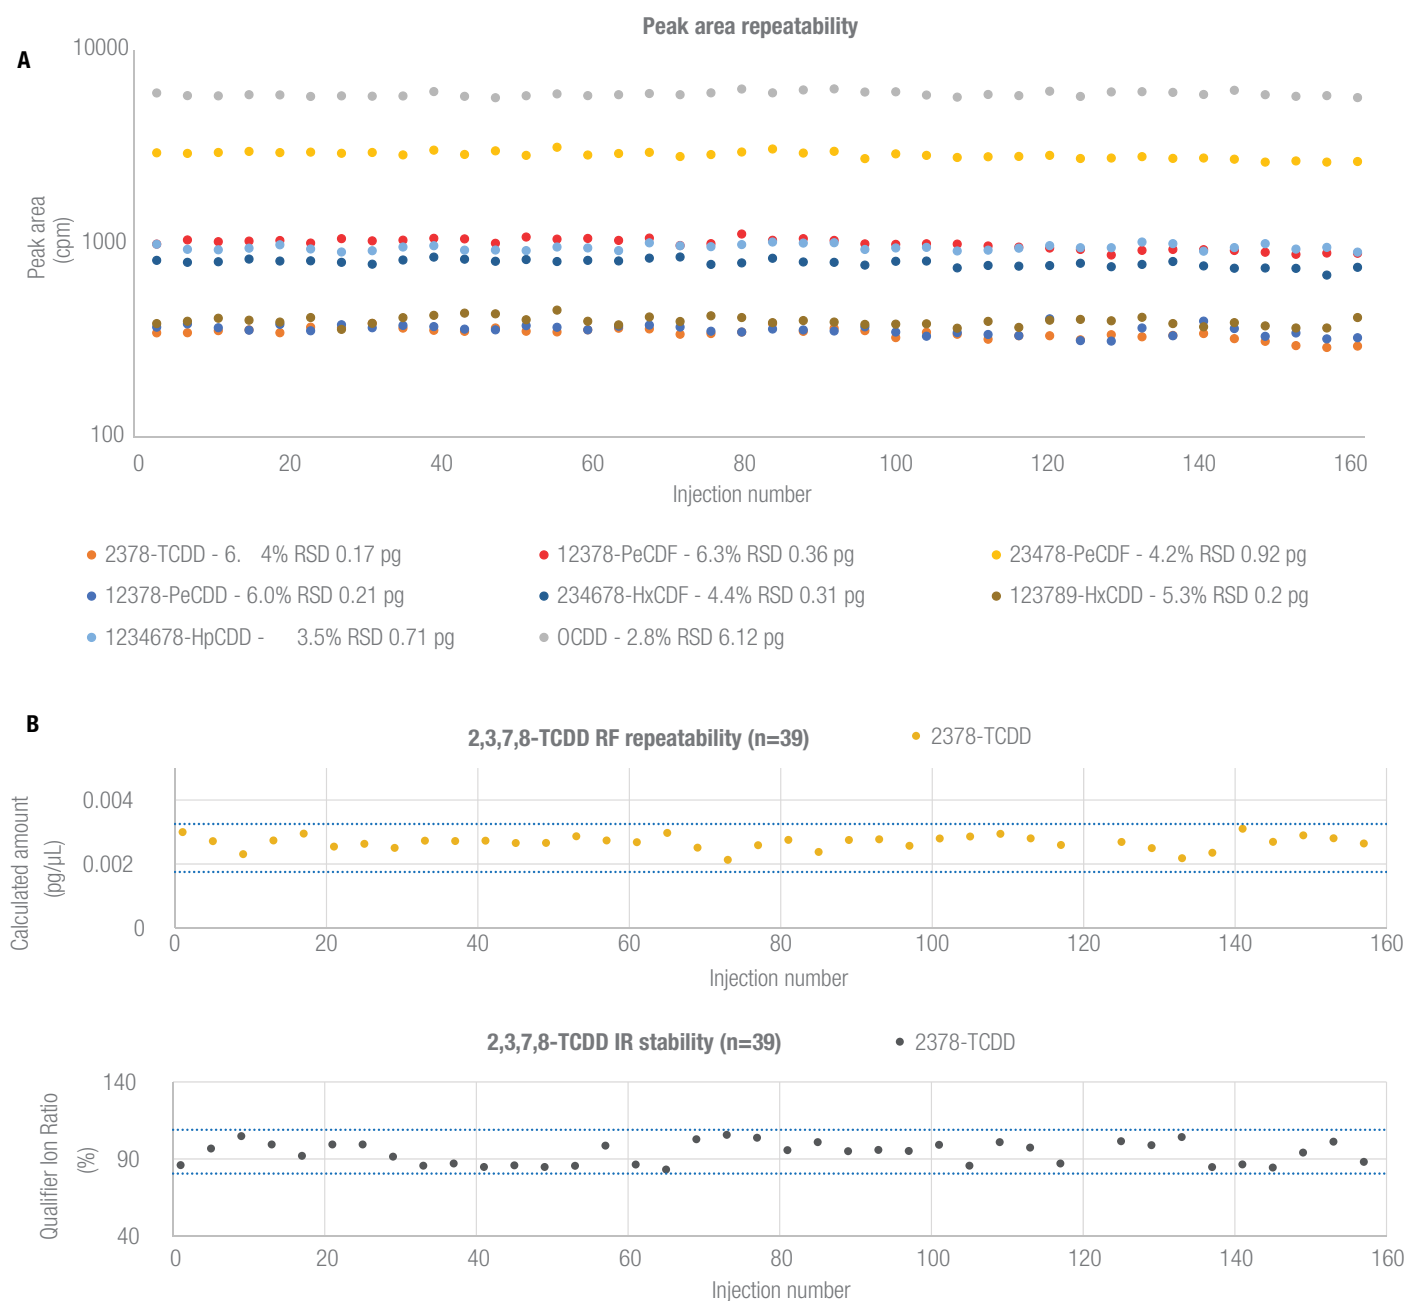 Peak area repeatability
A
10000
1000
100
Peak area
(cpm)
0 20 40 60 80 100 120 140 160
Injection number
2378-TCDD - 6. 4% RSD 0.17 pg
12378-PeCDF - 6.3% RSD 0.36 pg
23478-PeCDF - 4.2% RSD 0.92 pg
12378-PeCDD - 6.0% RSD 0.21 pg
234678-HxCDF - 4.4% RSD 0.31 pg
123789-HxCDD - 5.3% RSD 0.2 pg
1234678-HpCDD - 3.5% RSD 0.71 pg
OCDD - 2.8% RSD 6.12 pg
B
2,3,7,8-TCDD RF repeatability (n=39)
2378-TCDD
Calculated amount
(pg/µL)
0.004
0.002
0
0 20 40 60 80 100 120 140 160
Injection number
2,3,7,8-TCDD IR stability (n=39)
2378-TCDD
Qualifier Ion Ratio
(%)
140
90
40
0 20 40 60 80 100 120 140 160
Injection number